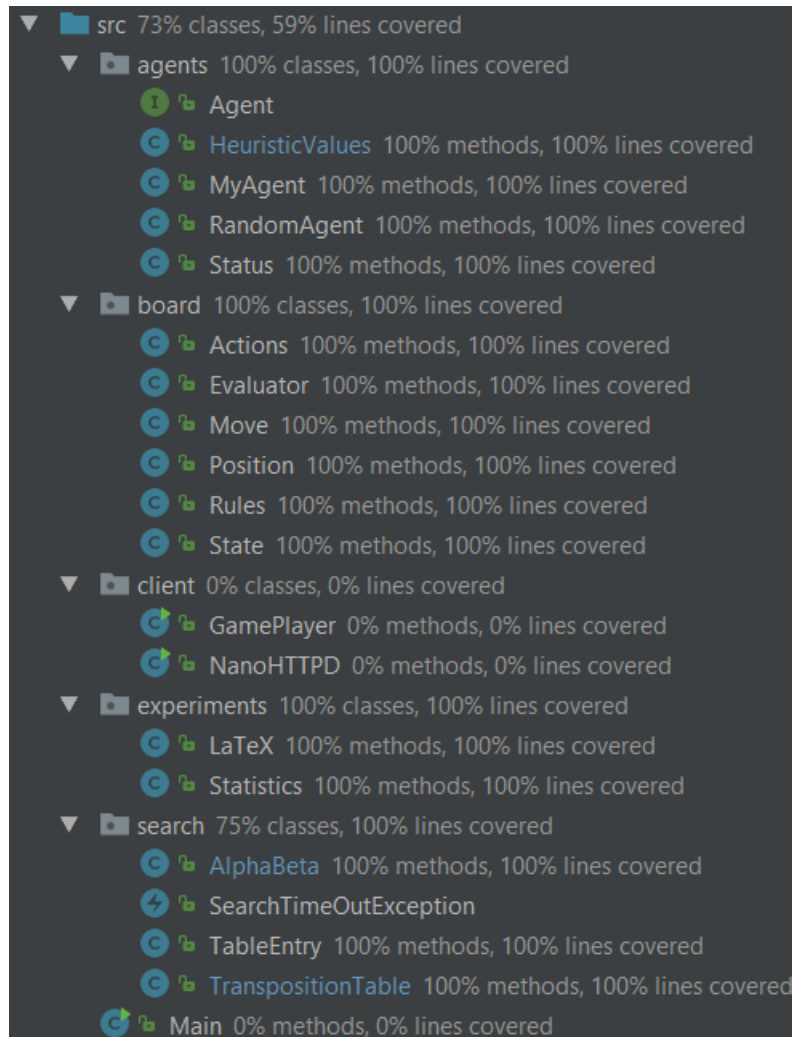 src 73% classes, 59% lines covered
agents 100% classes, 100% lines covered
I Agent
C HeuristicValues 100% methods, 100% lines covered
C MyAgent 100% methods, 100% lines covered
C RandomAgent 100% methods, 100% lines covered
C Status 100% methods, 100% lines covered
board 100% classes, 100% lines covered
C Actions 100% methods, 100% lines covered
C Evaluator 100% methods, 100% lines covered
C Move 100% methods, 100% lines covered
C Position 100% methods, 100% lines covered
C Rules 100% methods, 100% lines covered
C State 100% methods, 100% lines covered
client 0% classes, 0% lines covered
C GamePlayer 0% methods, 0% lines covered
C NanoHTTPD 0% methods, 0% lines covered
experiments 100% classes, 100% lines covered
C LaTeX 100% methods, 100% lines covered
C Statistics 100% methods, 100% lines covered
search 75% classes, 100% lines covered
C AlphaBeta 100% methods, 100% lines covered
SearchTimeOutException
C TableEntry 100% methods, 100% lines covered
C TranspositionTable 100% methods, 100% lines covered
C Main 0% methods, 0% lines covered